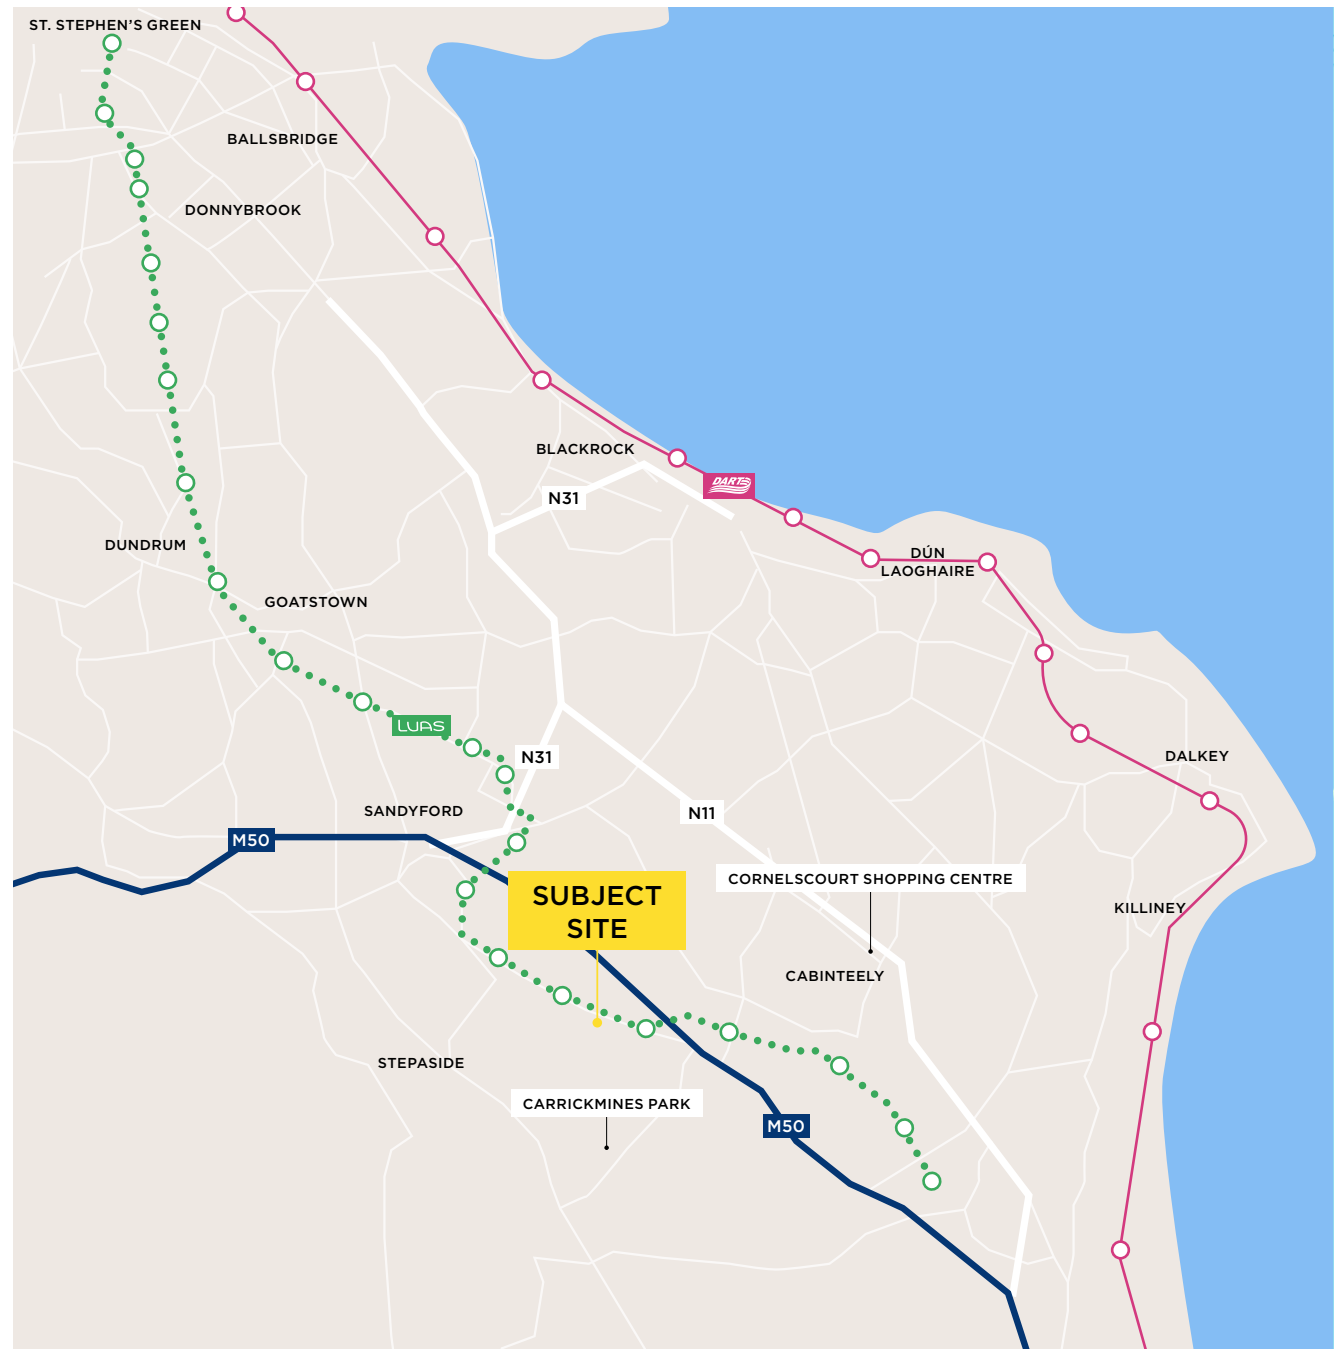 ST. STEPHEN'S GREEN
BALLSBRIDGE
DONNYBROOK
BLACKROCK
DART
N31
DUNDRUM
DÚN
LAOGHAIRE
GOATSTOWN
LUAS
N31
DALKEY
SANDYFORD
N11
M50
CORNELSCOURT SHOPPING CENTRE
SUBJECT
SITE
KILLINEY
CABINTEELY
STEPASIDE
CARRICKMINES PARK
M50